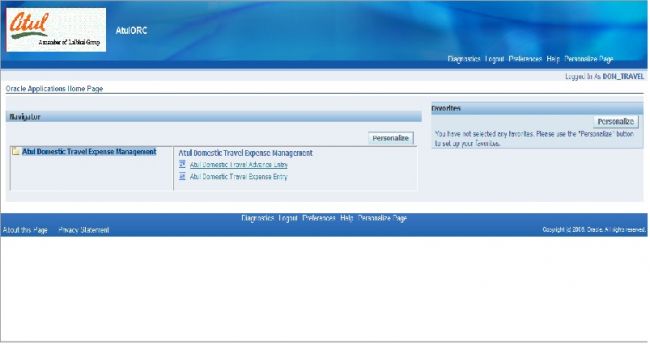 atul
A member of Lalbhai Group
AtulORC
Diagnostics Logout Preferences Help Personalize Page
Logged In As DON_TRAVEL
Oracle Applications Home Page
Navigator
Personalize
Atul Domestic Travel Expense Management
Atul Domestic Travel Expense Management
Atul Domestic Travel Advance Entry
Atul Domestic Travel Expense Entry
Favorites
Personalize
You have not selected any favorites. Please use the "Personalize" button
to set up your favorites.
Diagnostics Logout Preferences Help Personalize Page
About this Page Privacy Statement
Copyright (c) 2006, Oracle. All rights reserved.